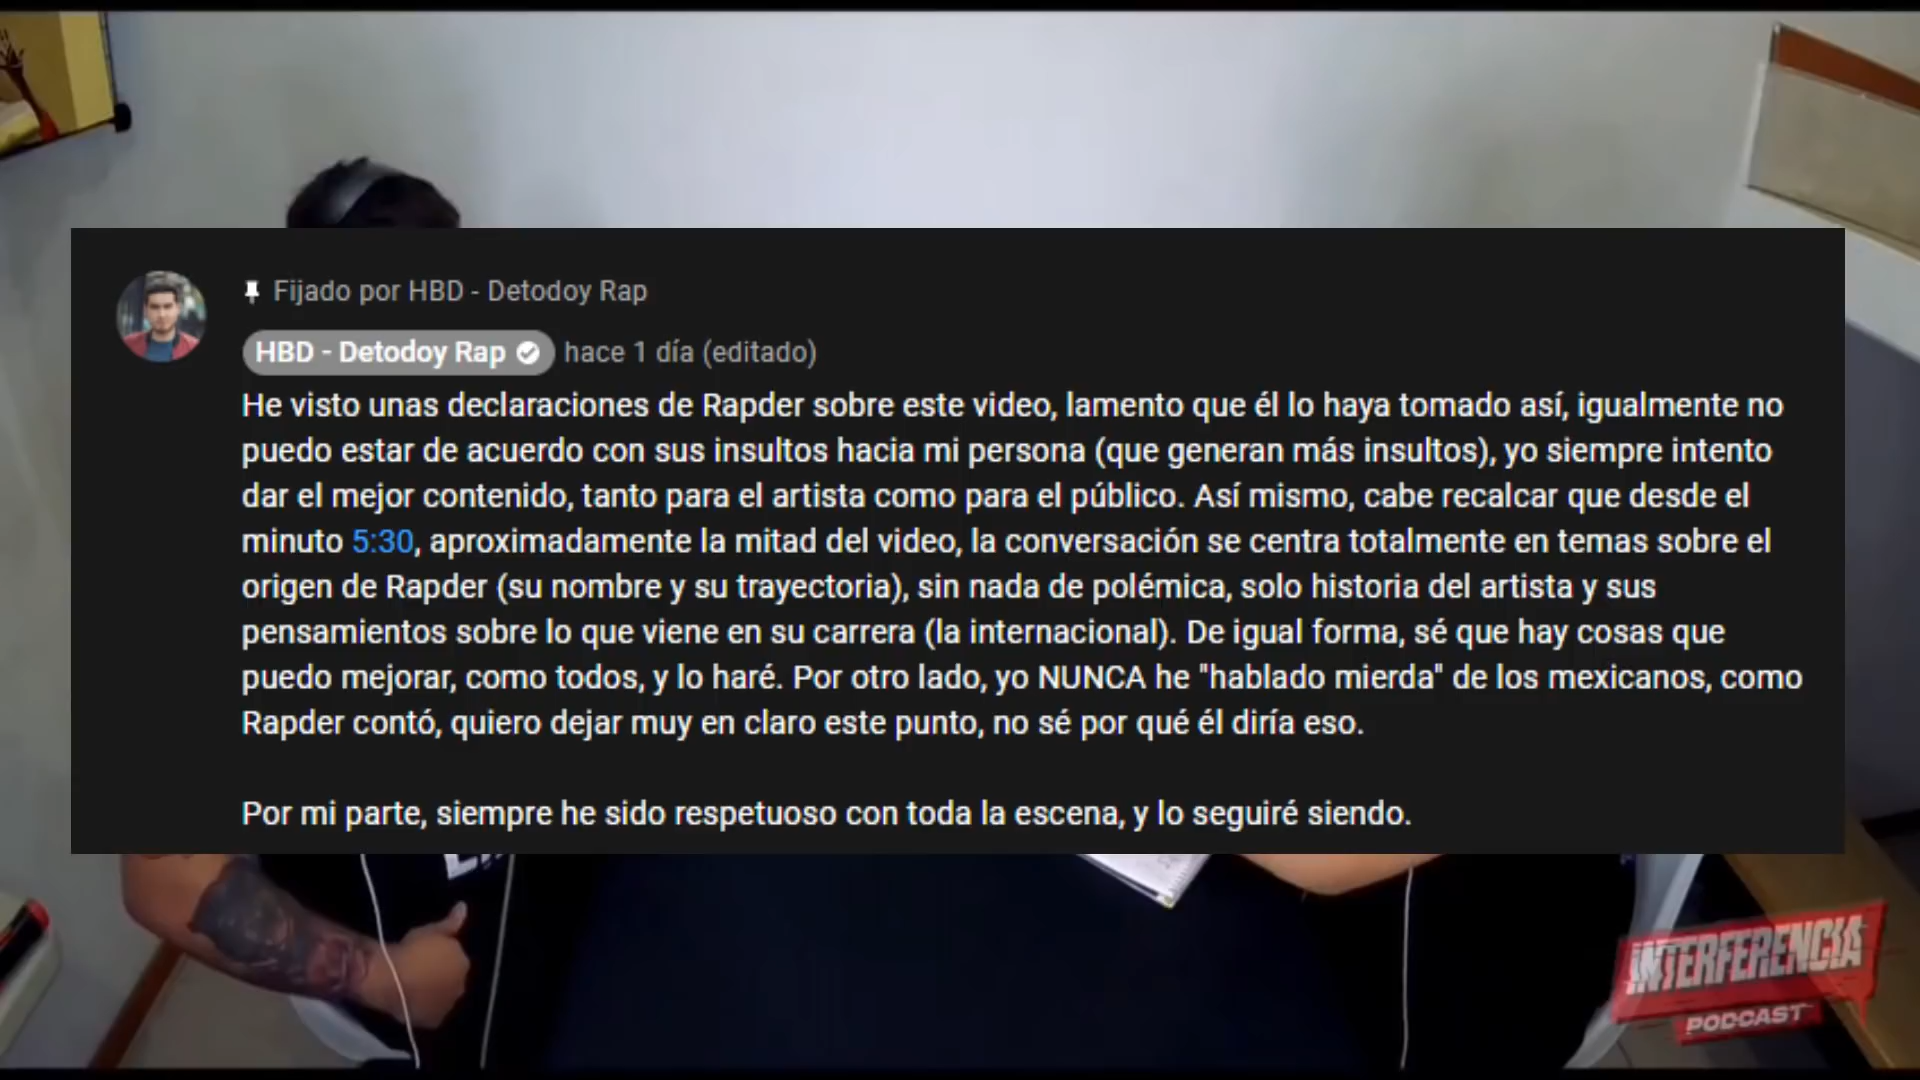 Fijado por HBD - Detodoy Rap
HBD - Detodoy Rap hace 1 día (editado)
He visto unas declaraciones de Rapder sobre este video, lamento que él lo haya tomado así, igualmente no
puedo estar de acuerdo con sus insultos hacia mi persona (que generan más insultos), yo siempre intento
dar el mejor contenido, tanto para el artista como para el público. Así mismo, cabe recalcar que desde el
minuto 5:30, aproximadamente la mitad del video, la conversación se centra totalmente en temas sobre el
origen de Rapder (su nombre y su trayectoria), sin nada de polémica, solo historia del artista y sus
pensamientos sobre lo que viene en su carrera (la internacional). De igual forma, sé que hay cosas que
puedo mejorar, como todos, y lo haré. Por otro lado, yo NUNCA he "hablado mierda" de los mexicanos, como
Rapder contó, quiero dejar muy en claro este punto, no sé por qué él diría eso.
Por mi parte, siempre he sido respetuoso con toda la escena, y lo seguiré siendo.
INTERFERENCIA
PODCAST